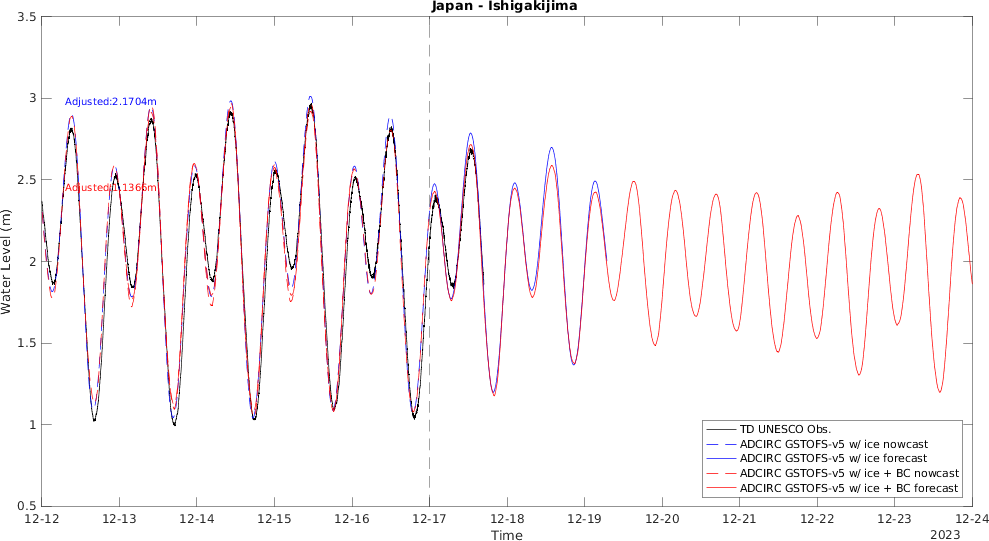 Japan - Ishigakijima
3.5
3
2.5
2
1.5
1
0.5
Water Level (m)
Adjusted:2.1704m
Adjusted:2.1366m
TD UNESCO Obs.
ADCIRC GSTOFS-v5 w/ ice nowcast
ADCIRC GSTOFS-v5 w/ ice forecast
ADCIRC GSTOFS-v5 w/ ice + BC nowcast
ADCIRC GSTOFS-v5 w/ ice + BC forecast
12-12 12-13 12-14 12-15 12-16 12-17 12-18 12-19 12-20 12-21 12-22 12-23 12-24
Time
2023